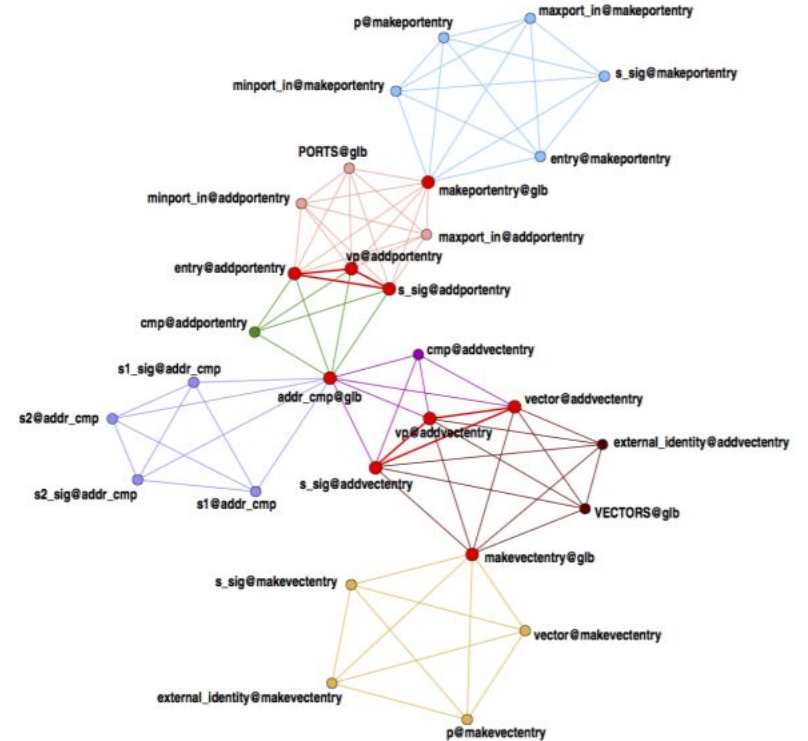 maxport_in@makeportentry
p@makeportentry
s_sig@makeportentry
minport_in@makeportentry
PORTS@glb
entry@makeportentry
makeportentry@glb
minport_in@addportentry
maxport_in@addportentry
vp@addportentry
entry@addportentry
s_sig@addportentry
cmp@addportentry
cmp@addvectentry
s1_sig@addr_cmp
addr_cmp@glb
vector@addvectentry
s2@addr_cmp
vp@addvectentry
external_identity@addvectentry
s_sig@addvectentry
s2_sig@addr_cmp
s1@addr_cmp
VECTORS@glb
makevectentry@glb
s_sig@makevectentry
vector@makevectentry
external_identity@makevectentry
p@makevectentry